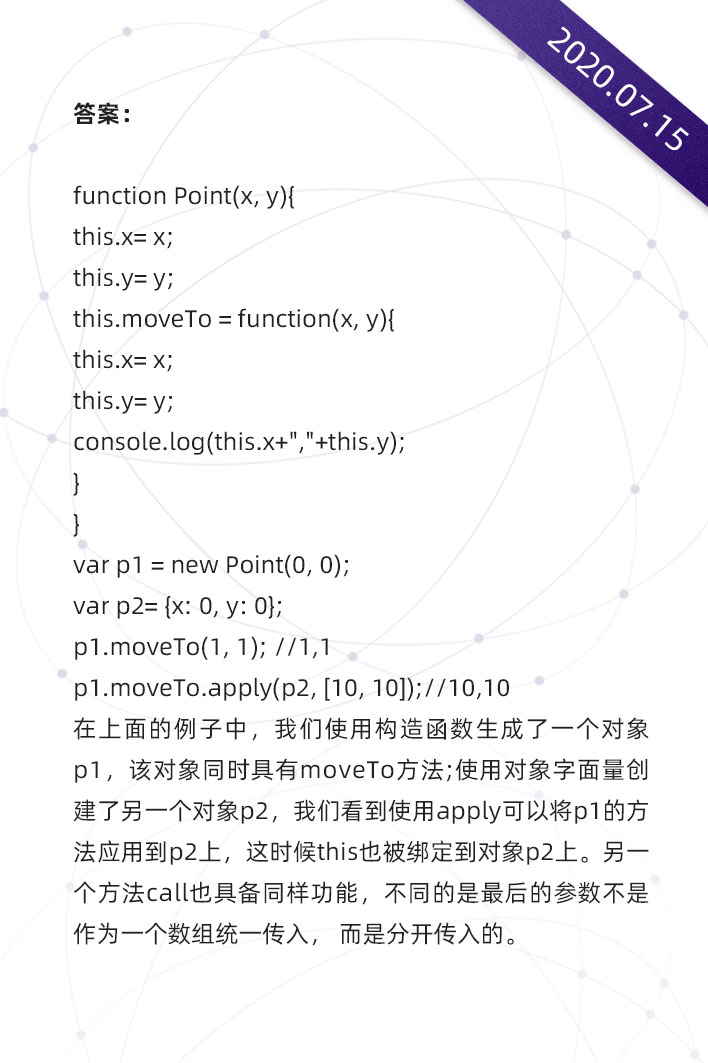 2020.07.15
答案：
function Point(x, y){
this.x= x;
this.y= y;
this.moveTo = function(x, y){
this.x= x;
this.y= y;
console.log(this.x+","+this.y);
}
}
var p1 = new Point(0, 0);
var p2= {x: 0, y: 0};
p1.moveTo(1, 1); //1,1
p1.moveTo.apply(p2, [10, 10]);//10,10
在上面的例子中，我们使用构造函数生成了一个对象
p1，该对象同时具有moveTo方法;使用对象字面量创
建了另一个对象p2，我们看到使用apply可以将p1的方
法应用到p2上，这时候this也被绑定到对象p2上。另一
个方法call也具备同样功能，不同的是最后的参数不是
作为一个数组统一传入， 而是分开传入的。